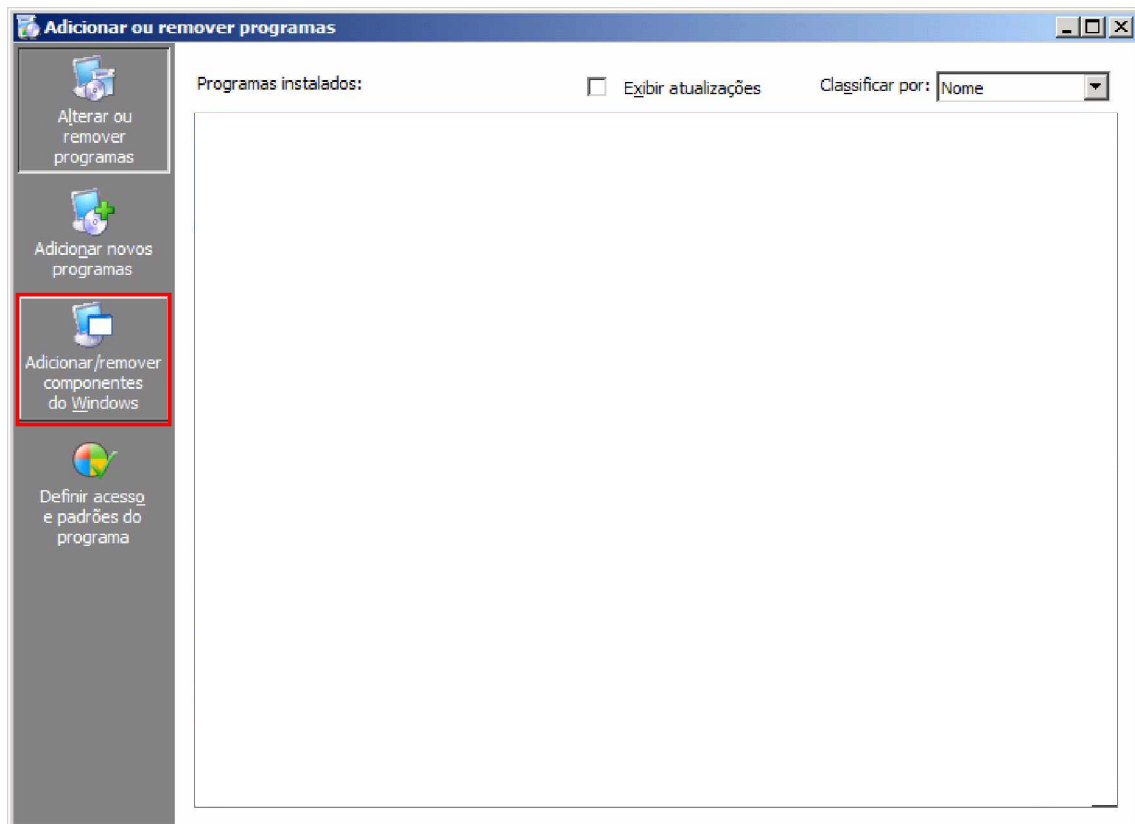 Adicionar ou remover programas
Alterar ou
remover
programas
Programas instalados:
Exibir atualizações
Classificar por:
Nome
Adicionar novos
programas
Adicionar/remover
componentes
do Windows
Definir acesso
e padrões do
programa